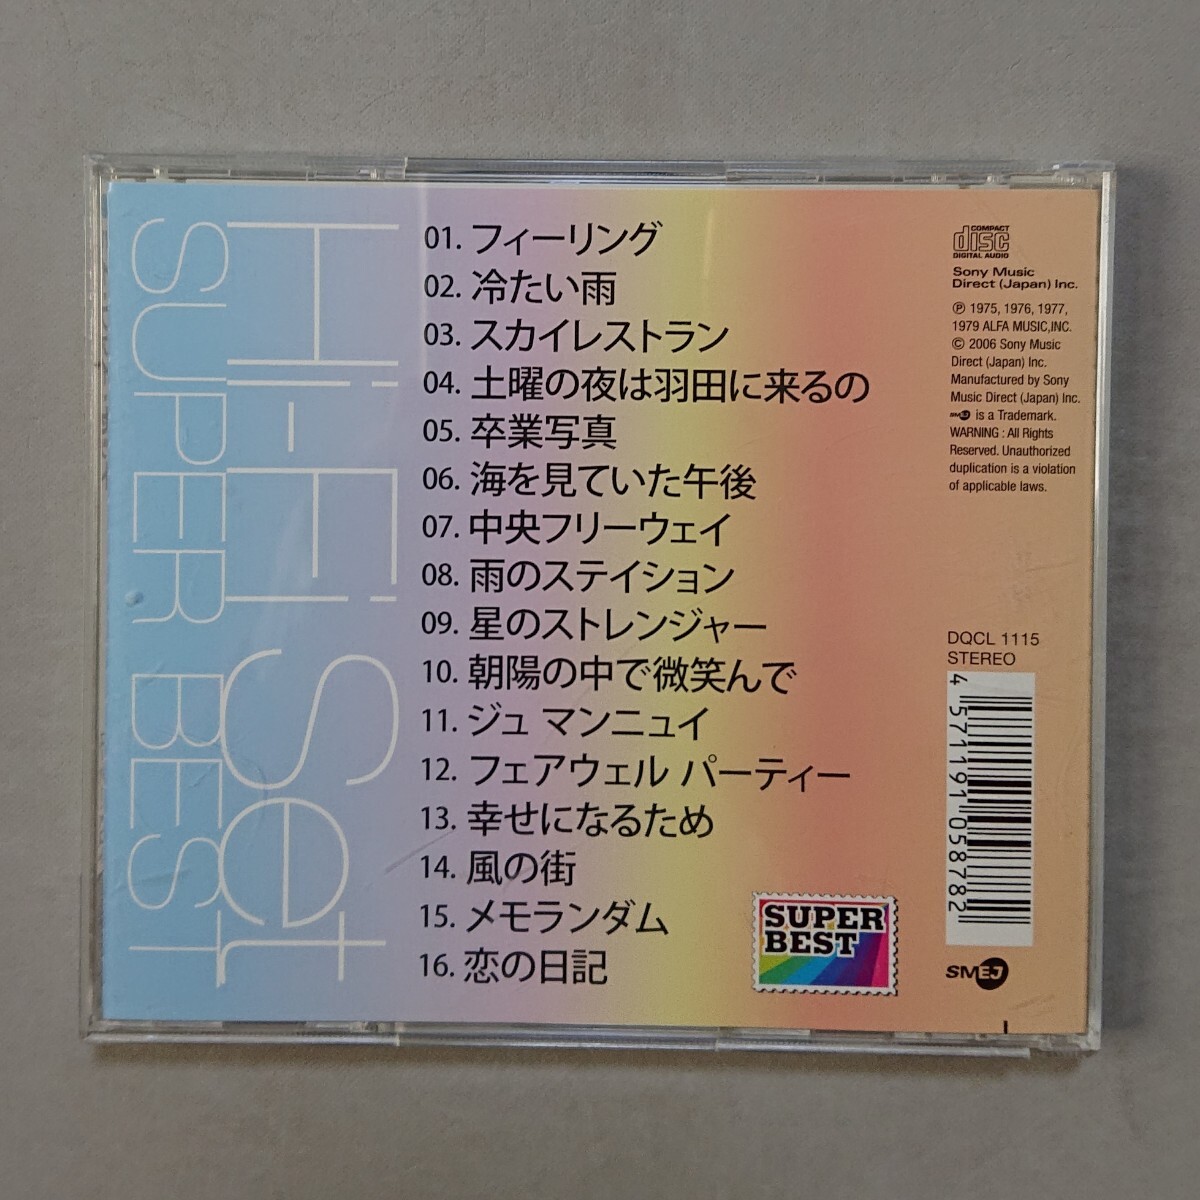 Hi-Fi Set
SUPER BEST
01. フィーリング
02. 冷たい雨
03. スカイレストラン
04. 土曜の夜は羽田に来るの
05. 卒業写真
06. 海を見ていた午後
07. 中央フリーウェイ
08. 雨のステイション
09. 星のストレンジャー
10. 朝陽の中で微笑んで
11. ジュ マンニュイ
12. フェアウェル パーティー
13. 幸せになるため
14. 風の街
15. メモランダム
16. 恋の日記
COMPACT
disc
DIGITAL AUDIO
Sony Music
Direct (Japan) Inc.
Ⓟ 1975, 1976, 1977,
1979 ALFA MUSIC,INC.
© 2006 Sony Music
Direct (Japan) Inc.
Manufactured by Sony
Music Direct (Japan) Inc.
SMEJ is a Trademark.
WARNING : All Rights
Reserved. Unauthorized
duplication is a violation
of applicable laws.
DQCL 1115
STEREO
4 571191 058782
SUPER
BEST
SMEJ